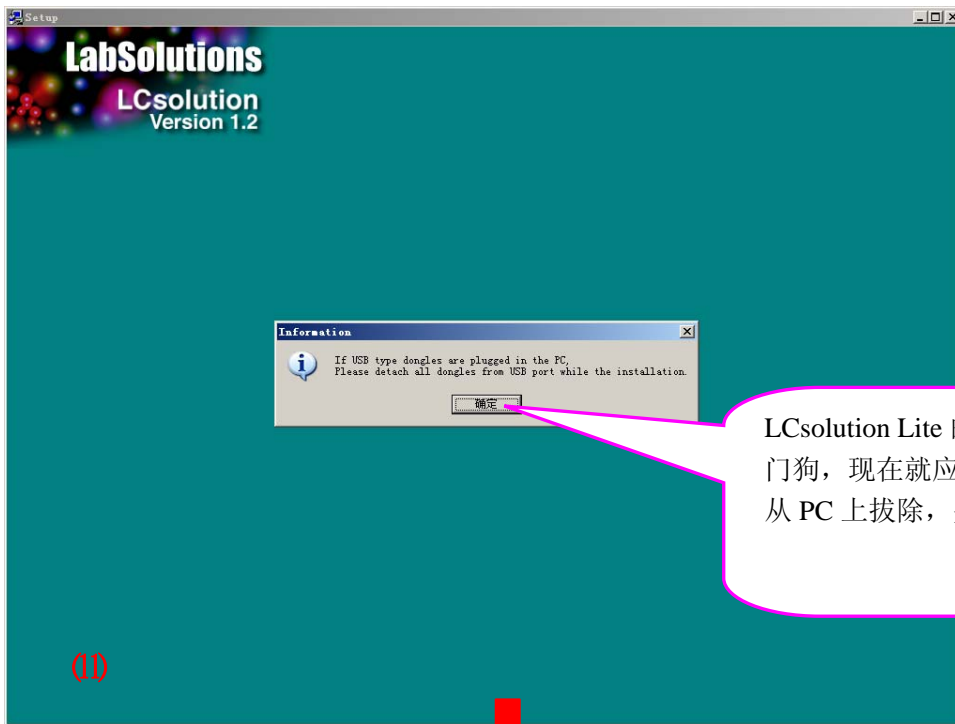 Setup
LabSolutions
LCsolution
Version 1.2
Information
If USB type dongles are plugged in the PC,
Please detach all dongles from USB port while the installation.
确定
LCsolution Lite
门狗，现在就应
从 PC 上拔除，
(11)